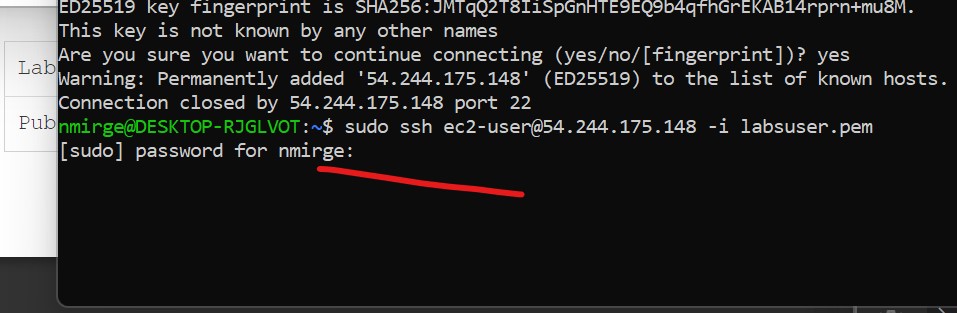 ED25519 key fingerprint is SHA256:JMTqQ2T8IiSpGnHTE9EQ9b4qfhGrEKAB14rprn+mu8M.
This key is not known by any other names
Are you sure you want to continue connecting (yes/no/[fingerprint])? yes
Warning: Permanently added '54.244.175.148' (ED25519) to the list of known hosts.
Connection closed by 54.244.175.148 port 22
nmirge@DESKTOP-RJGLVOT:~$ sudo ssh ec2-user@54.244.175.148 -i labsuser.pem
[sudo] password for nmirge:
Lab
Pub